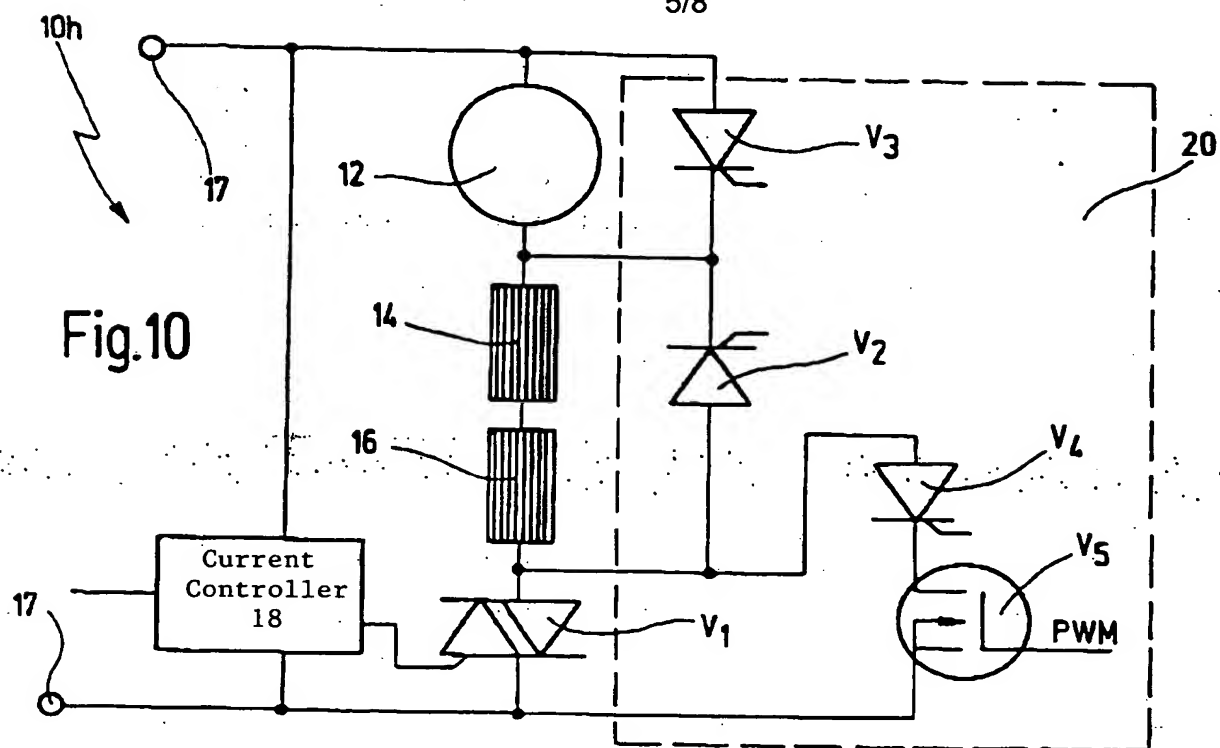 5/8
10h
17
12
V3
20
Fig.10
14
V2
16
V4
Current
Controller
18
V5
17
V1
PWM